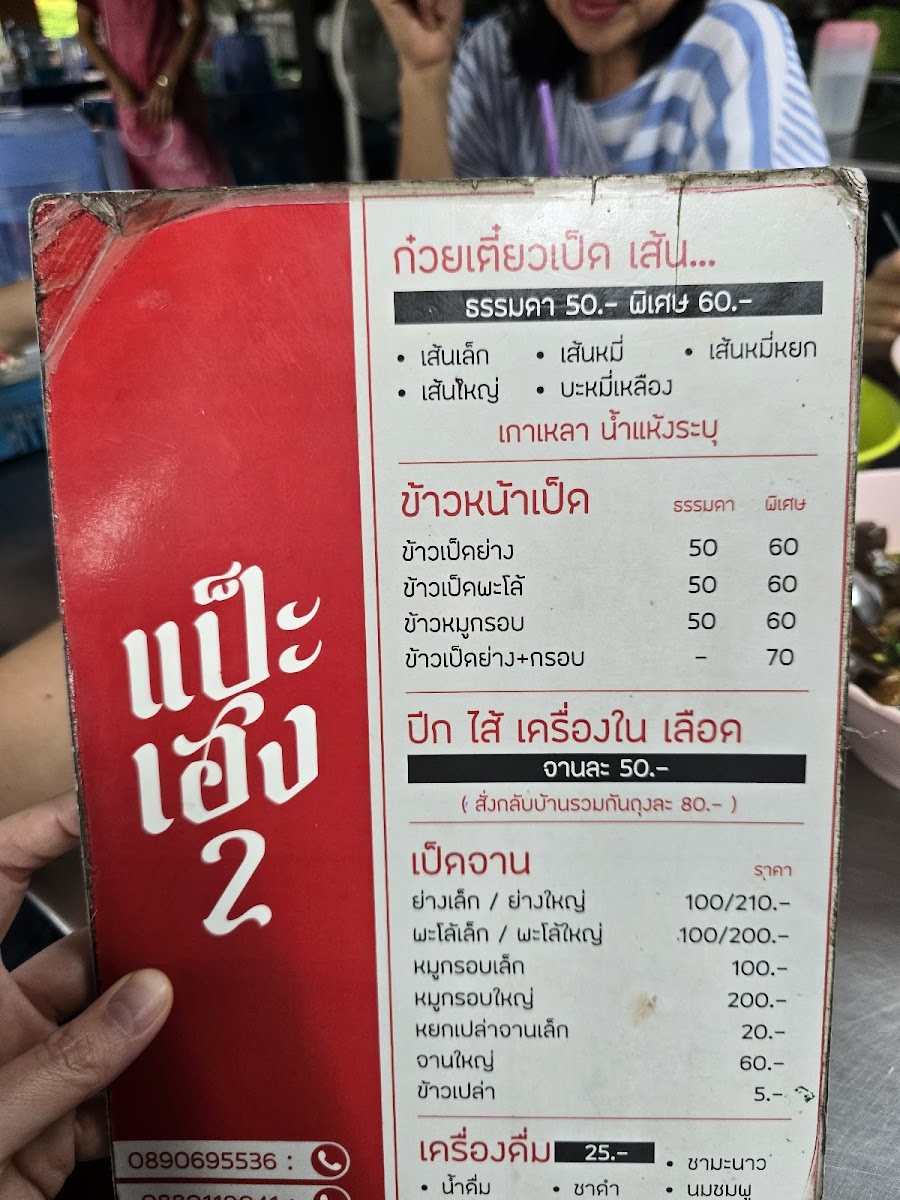 แป๊ะ
เฮง
2
0890695536 :
ก๋วยเตี๋ยวเป็ด เส้น...
ธรรมดา 50.- พิเศษ 60.-
• เส้นเล็ก • เส้นหมี่ • เส้นหมี่หยก
• เส้นใหญ่ • บะหมี่เหลือง
เกาเหลา น้ำแห้งระบุ
ข้าวหน้าเป็ด ธรรมดา พิเศษ
ข้าวเป็ดย่าง 50 60
ข้าวเป็ดพะโล้ 50 60
ข้าวหมูกรอบ 50 60
ข้าวเป็ดย่าง+กรอบ - 70
ปีก ไส้ เครื่องใน เลือด
จานละ 50.-
( สั่งกลับบ้านรวมกันถุงละ 80.- )
เป็ดจาน ราคา
ย่างเล็ก / ย่างใหญ่ 100/210.-
พะโล้เล็ก / พะโล้ใหญ่ 100/200.-
หมูกรอบเล็ก 100.-
หมูกรอบใหญ่ 200.-
หยกเปล่าจานเล็ก 20.-
จานใหญ่ 60.-
ข้าวเปล่า 5.-
เครื่องดื่ม 25.- • ชามะนาว
• น้ำดื่ม • ชาดำ • นมชมพู